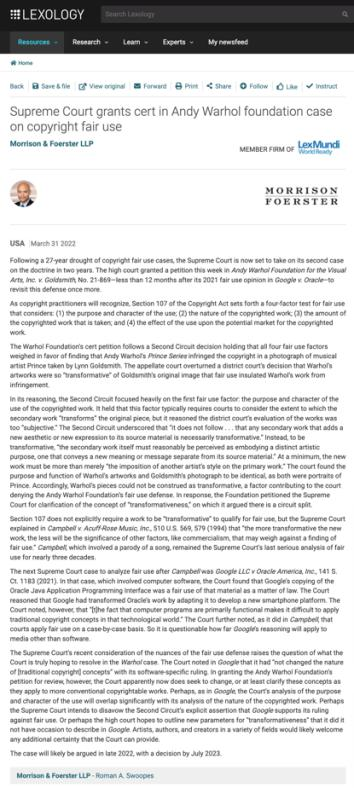 LEXOLOGY Search Lexology
Resources Research Learn Experts My newsfeed
Home
Back Save & file View original Forward Print Share Follow Like Instruct
Supreme Court grants cert in Andy Warhol foundation case
on copyright fair use
Morrison & Foerster LLP
MEMBER FIRM OF LexMundi
World Ready
MORRISON
FOERSTER
USA March 31 2022
Following a 27-year drought of copyright fair use cases, the Supreme Court is now set to take on its second case
on the doctrine in two years. The high court granted a petition this week in Andy Warhol Foundation for the Visual
Arts, Inc. v. Goldsmith, No. 21-869—less than 12 months after its 2021 fair use opinion in Google v. Oracle—to
revisit this defense once more.
As copyright practitioners will recognize, Section 107 of the Copyright Act sets forth a four-factor test for fair use
that considers: (1) the purpose and character of the use; (2) the nature of the copyrighted work; (3) the amount of
the copyrighted work that is taken; and (4) the effect of the use upon the potential market for the copyrighted
work.
The Warhol Foundation's cert petition follows a Second Circuit decision holding that all four fair use factors
weighed in favor of finding that Andy Warhol's Prince Series infringed the copyright in a photograph of musical
artist Prince taken by Lynn Goldsmith. The appellate court overturned a district court's decision that Warhol's
artworks were so "transformative" of Goldsmith's original image that fair use insulated Warhol's work from
infringement.
In its reasoning, the Second Circuit focused heavily on the first fair use factor: the purpose and character of the
use of the copyrighted work. It held that this factor typically requires courts to consider the extent to which the
secondary work "transforms" the original piece, but it reasoned the district court's evaluation of the works was
too "subjective." The Second Circuit underscored that "it does not follow . . . that any secondary work that adds a
new aesthetic or new expression to its source material is necessarily transformative." Instead, to be
transformative, "the secondary work itself must reasonably be perceived as embodying a distinct artistic
purpose, one that conveys a new meaning or message separate from its source material." At a minimum, the new
work must be more than merely "the imposition of another artist's style on the primary work." The court found the
purpose and function of Warhol's artworks and Goldsmith's photograph to be identical, as both were portraits of
Prince. Accordingly, Warhol's pieces could not be construed as transformative, a factor contributing to the court
denying the Andy Warhol Foundation's fair use defense. In response, the Foundation petitioned the Supreme
Court for clarification of the concept of "transformativeness," on which it argued there is a circuit split.
Section 107 does not explicitly require a work to be "transformative" to qualify for fair use, but the Supreme Court
explained in Campbell v. Acuff-Rose Music, Inc., 510 U.S. 569, 579 (1994) that "the more transformative the new
work, the less will be the significance of other factors, like commercialism, that may weigh against a finding of
fair use." Campbell, which involved a parody of a song, remained the Supreme Court's last serious analysis of fair
use for nearly three decades.
The next Supreme Court case to analyze fair use after Campbell was Google LLC v Oracle America, Inc., 141 S.
Ct. 1183 (2021). In that case, which involved computer software, the Court found that Google's copying of the
Oracle Java Application Programming Interface was a fair use of that material as a matter of law. The Court
reasoned that Google had transformed Oracle's work by adapting it to develop a new smartphone platform. The
Court noted, however, that "[t]he fact that computer programs are primarily functional makes it difficult to apply
traditional copyright concepts in that technological world." The Court further noted, as it did in Campbell, that
courts apply fair use on a case-by-case basis. So it is questionable how far Google's reasoning will apply to
media other than software.
The Supreme Court's recent consideration of the nuances of the fair use defense raises the question of what the
Court is truly hoping to resolve in the Warhol case. The Court noted in Google that it had "not changed the nature
of [traditional copyright] concepts" with its software-specific ruling. In granting the Andy Warhol Foundation's
petition for review, however, the Court apparently now does seek to change, or at least clarify these concepts as
they apply to more conventional copyrightable works. Perhaps, as in Google, the Court's analysis of the purpose
and character of the use will overlap significantly with its analysis of the nature of the copyrighted work. Perhaps
the Supreme Court intends to disavow the Second Circuit's explicit assertion that Google supports its ruling
against fair use. Or perhaps the high court hopes to outline new parameters for "transformativeness" that it did it
not have occasion to describe in Google. Artists, authors, and creators in a variety of fields would likely welcome
any additional certainty that the Court can provide.
The case will likely be argued in late 2022, with a decision by July 2023.
Morrison & Foerster LLP - Roman A. Swoopes